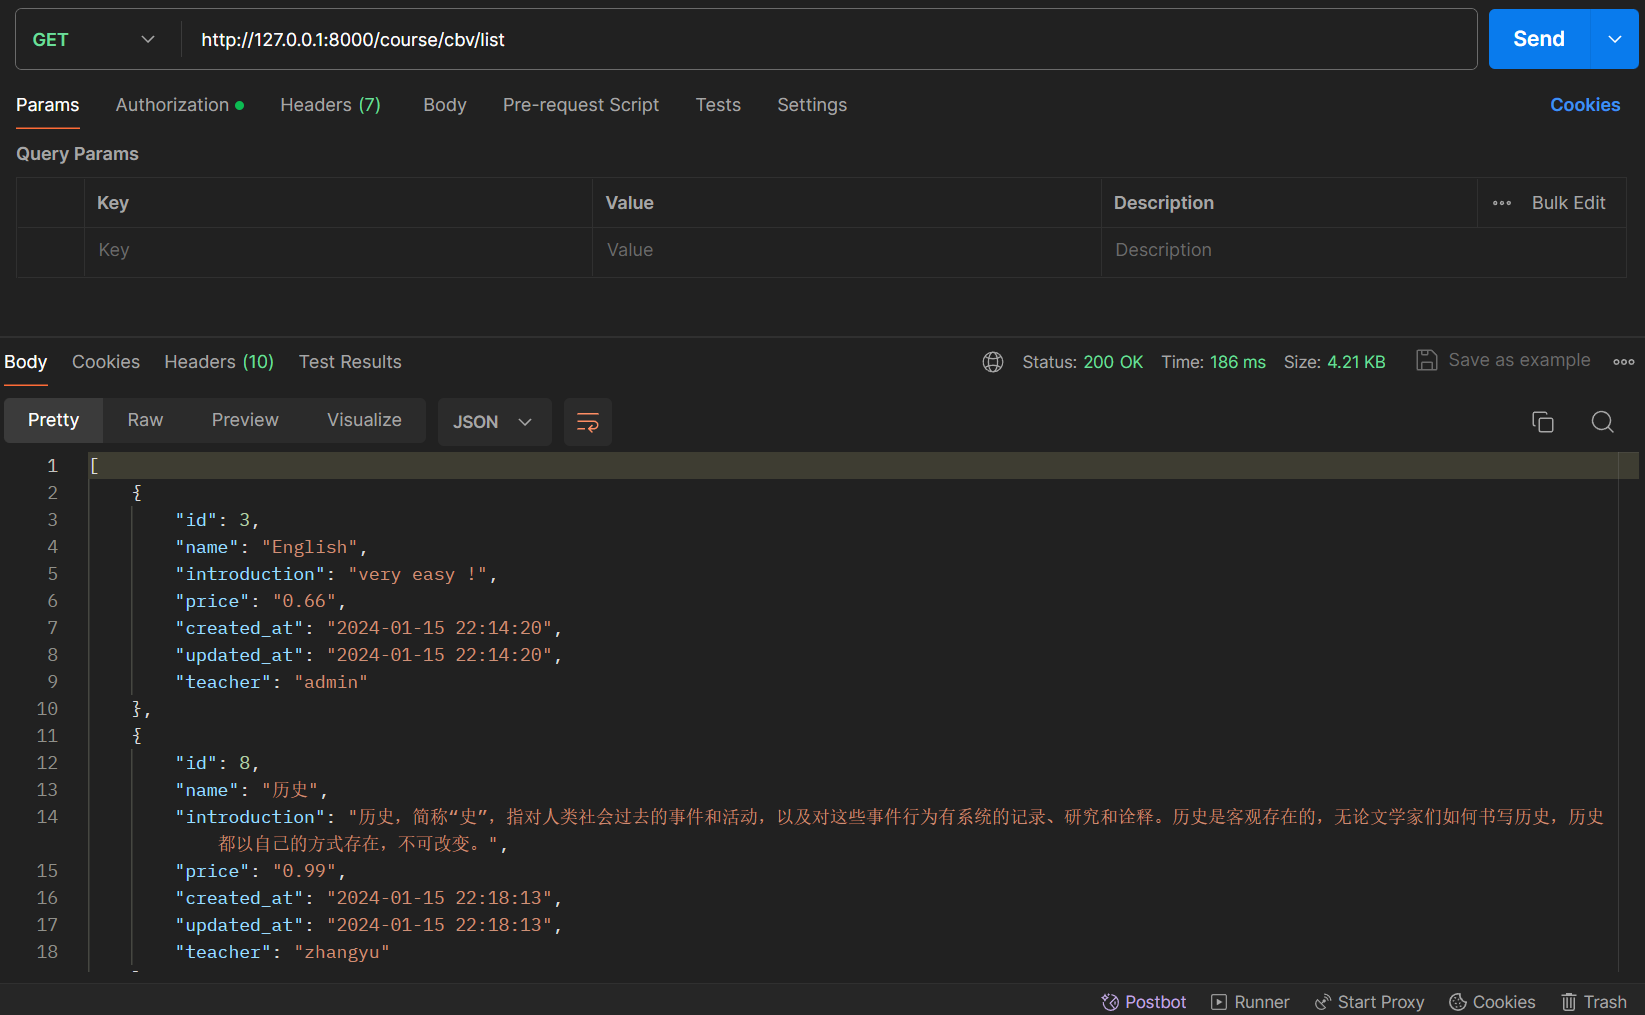 GET http://127.0.0.1:8000/course/cbv/list Send
Params Authorization Headers (7) Body Pre-request Script Tests Settings Cookies
Query Params
Key Value Description Bulk Edit
Key Value Description
Body Cookies Headers (10) Test Results Status: 200 OK Time: 186 ms Size: 4.21 KB Save as example
Pretty Raw Preview Visualize JSON
1 [
2 {
3 "id": 3,
4 "name": "English",
5 "introduction": "very easy !",
6 "price": "0.66",
7 "created_at": "2024-01-15 22:14:20",
8 "updated_at": "2024-01-15 22:14:20",
9 "teacher": "admin"
10 },
11 {
12 "id": 8,
13 "name": "历史",
14 "introduction": "历史，简称“史”，指对人类社会过去的事件和活动，以及对这些事件行为有系统的记录、研究和诠释。历史是客观存在的，无论文学家们如何书写历史，历史
都以自己的方式存在，不可改变。",
15 "price": "0.99",
16 "created_at": "2024-01-15 22:18:13",
17 "updated_at": "2024-01-15 22:18:13",
18 "teacher": "zhangyu"
Postbot Runner Start Proxy Cookies Trash